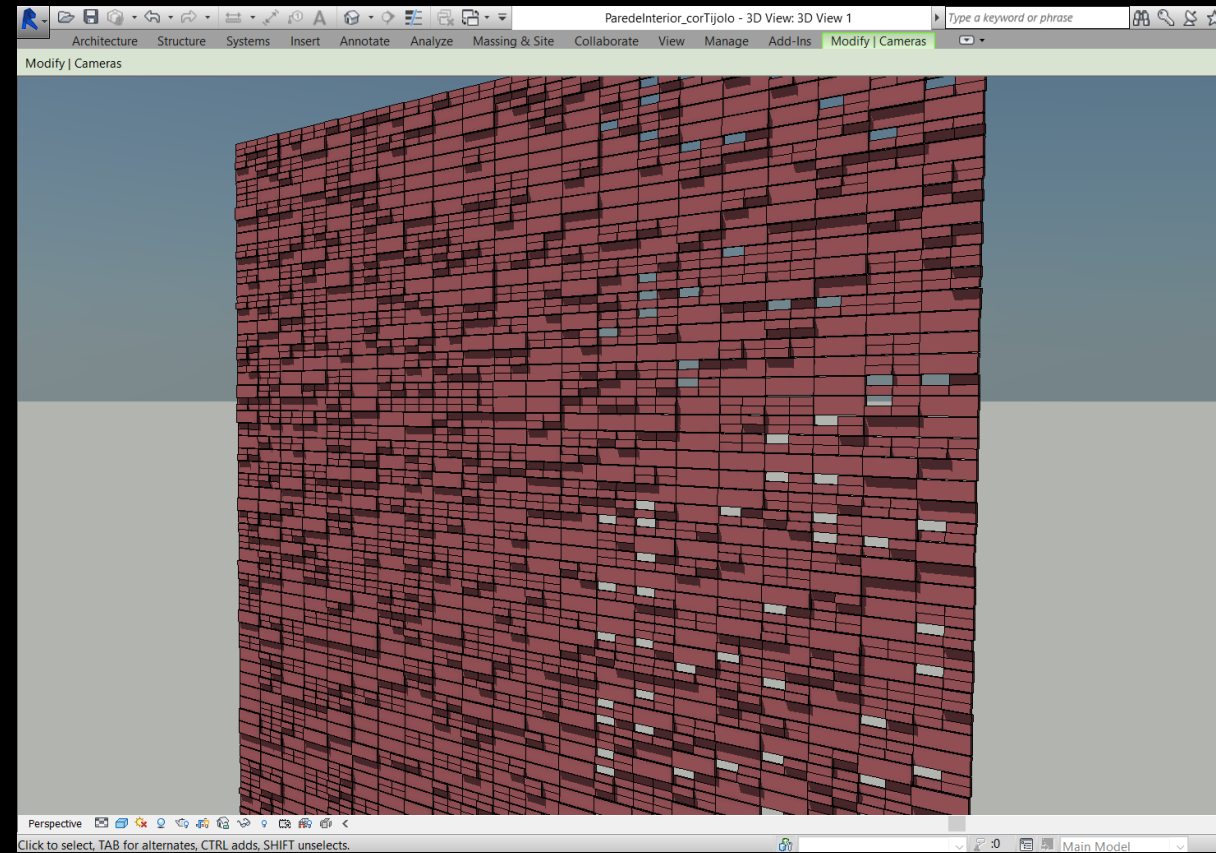 ParedeInterior_corTijolo - 3D View: 3D View 1
Type a keyword or phrase
Architecture Structure Systems Insert Annotate Analyze Massing & Site Collaborate View Manage Add-Ins Modify | Cameras
Modify | Cameras
Perspective
Click to select, TAB for alternates, CTRL adds, SHIFT unselects.
:0
Main Model